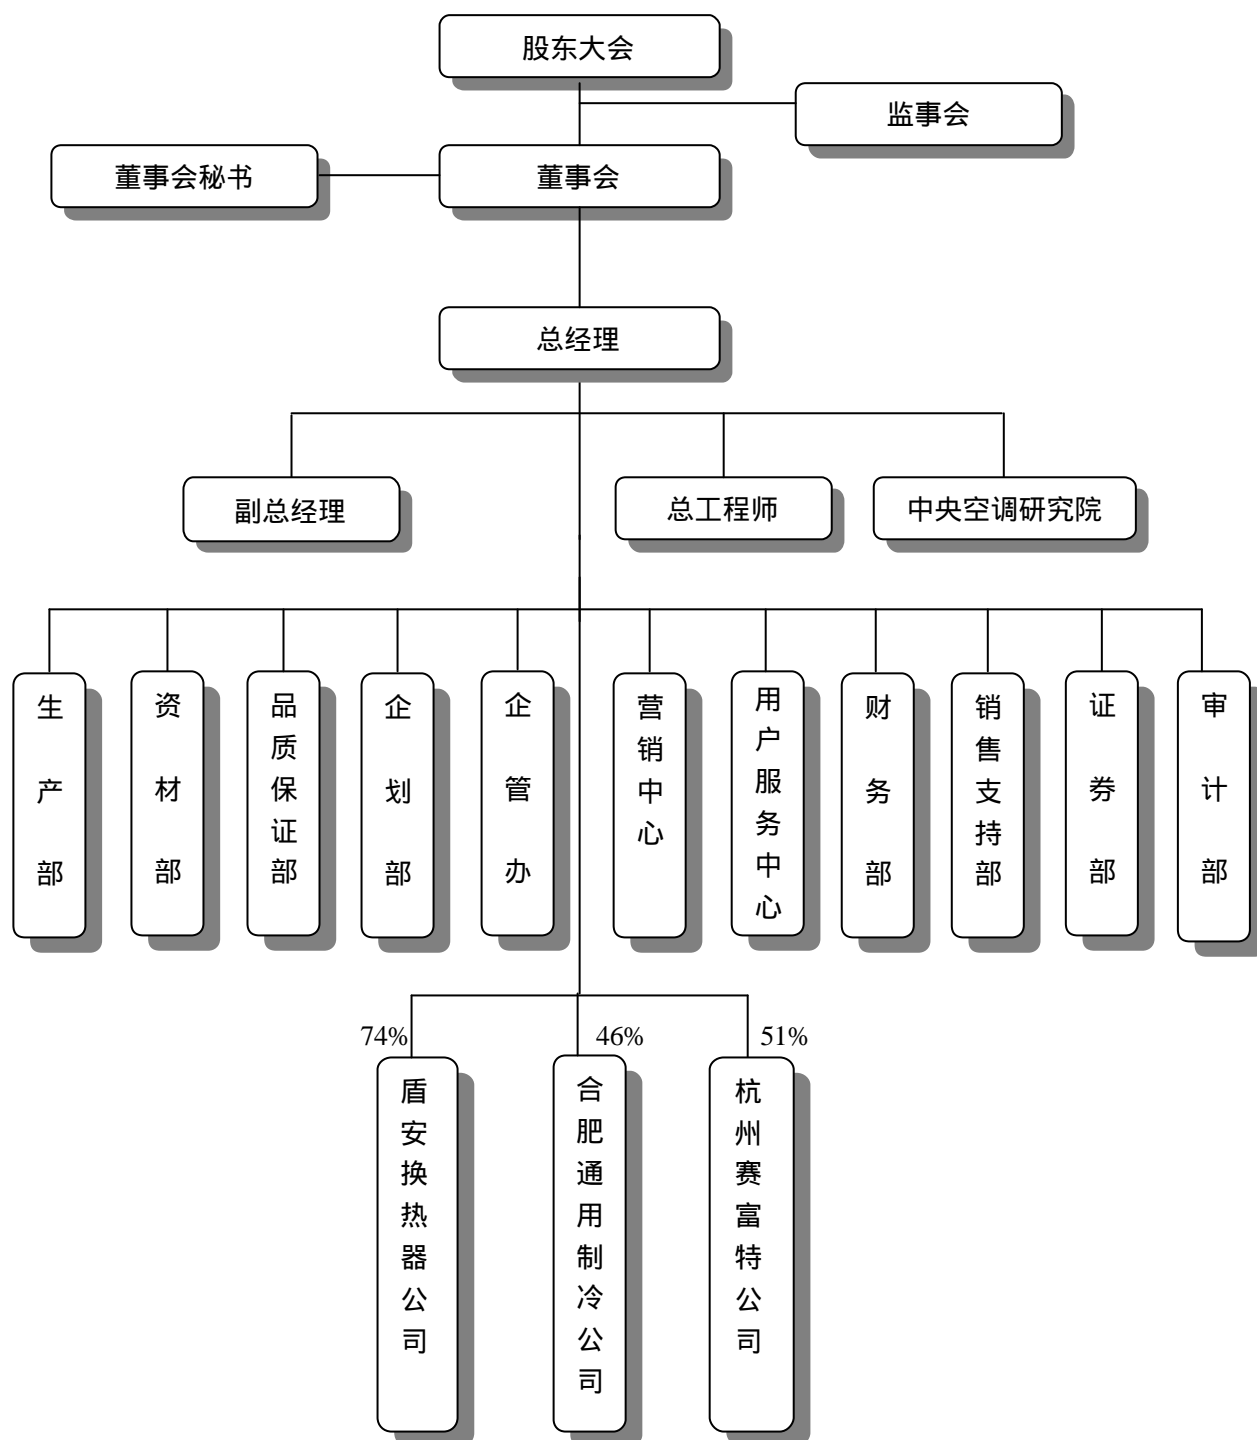 股东大会
监事会
董事会秘书
董事会
总经理
副总经理
总工程师
中央空调研究院
生产部
资材部
品质保证部
企划部
企管办
营销中心
用户服务中心
财务部
销售支持部
证券部
审计部
74%
46%
51%
盾安换热器公司
合肥通用制冷公司
杭州赛富特公司